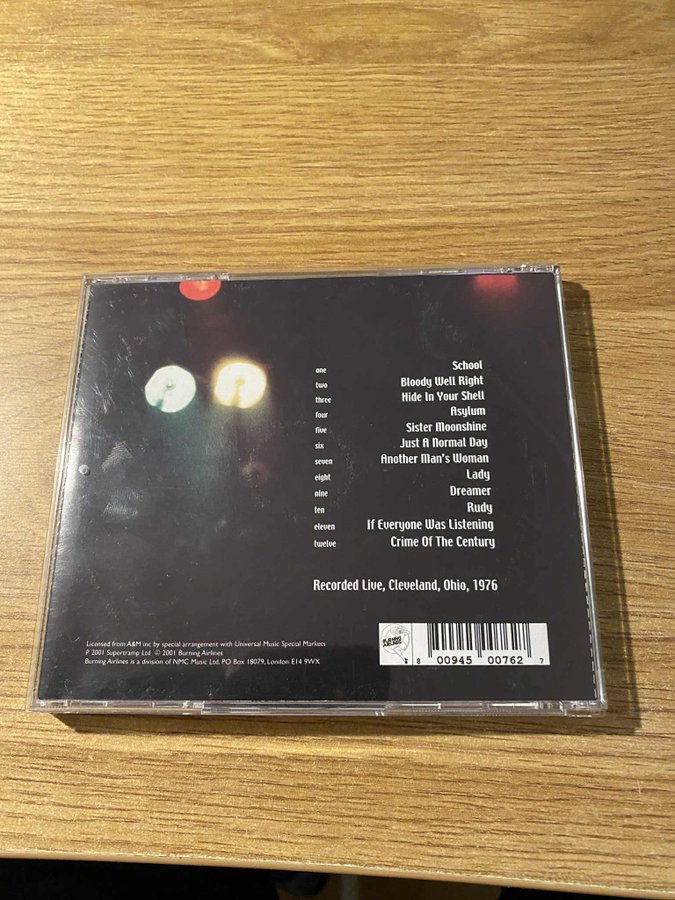 one School
two Bloody Well Right
three Hide In Your Shell
four Asylum
five Sister Moonshine
six Just A Normal Day
seven Another Man's Woman
eight Lady
nine Dreamer
ten Rudy
eleven If Everyone Was Listening
twelve Crime Of The Century
Recorded Live, Cleveland, Ohio, 1976
Licensed from A&M inc by special arrangement with Universal Music Special Markets
P 2001 Supertramp Ltd © 2001 Burning Airlines
Burning Airlines is a division of NMC Music Ltd. PO Box 18079, London E14 9WX
BURNING AIRLINES
8 00945 00762 7